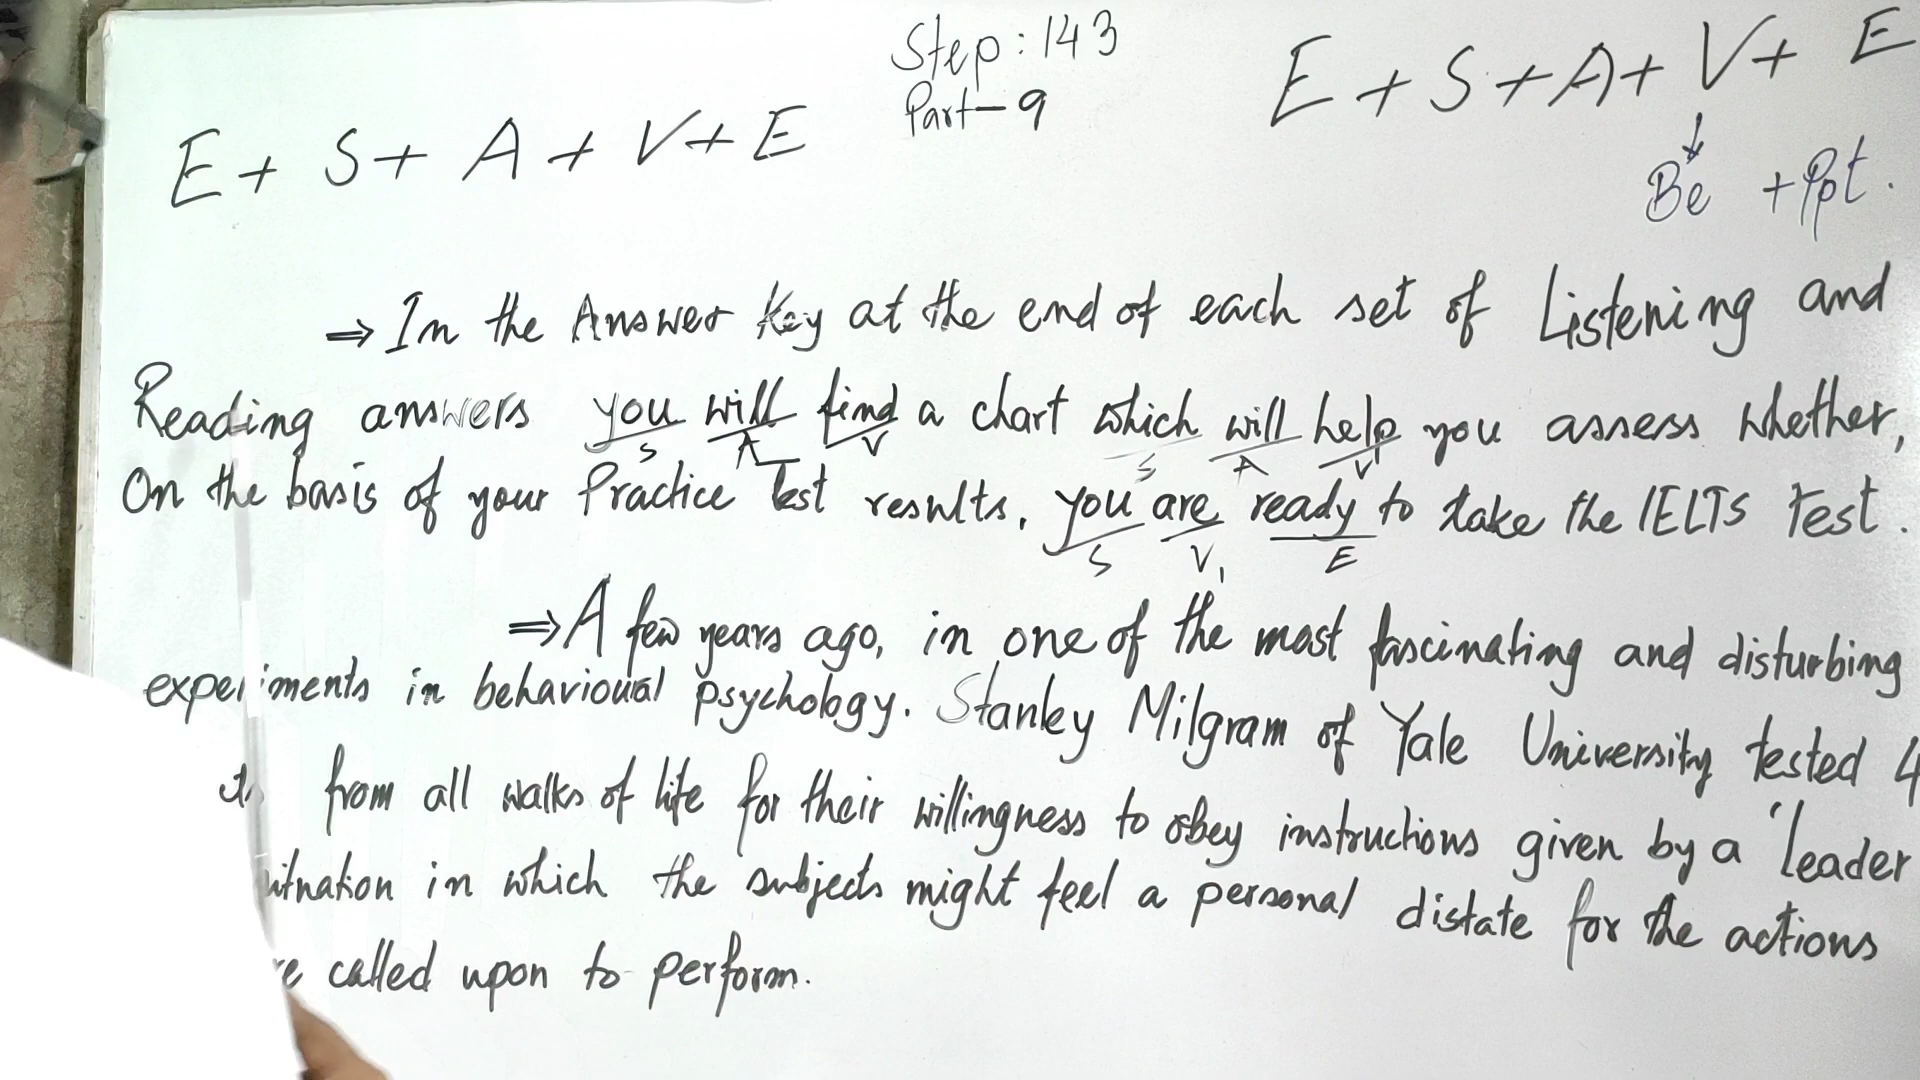 Step: 143
Part-9
E + S + A + V + E
E + S + A + V + E
Be + Ppt.
⇒ In the Answer Key at the end of each set of Listening and
Reading answers you will find a chart which will help you assess whether,
S A V S A V
On the basis of your Practice test results, you are ready to take the IELTS test.
S V1 E
⇒ A few years ago, in one of the most fascinating and disturbing
experiments in behavioural psychology. Stanley Milgram of Yale University tested 4
from all walks of life for their willingness to obey instructions given by a 'leader
in which the subjects might feel a personal distate for the actions
called upon to perform.